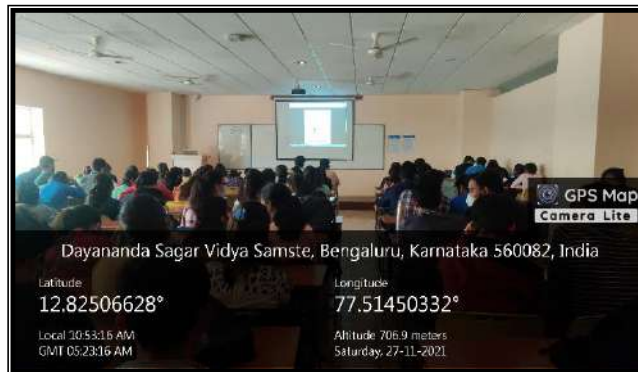 GPS Map
Camera Lite
Dayananda Sagar Vidya Samste, Bengaluru, Karnataka 560082, India
Latitude
12.82506628°
Longitude
77.51450332°
Local 10:53:16 AM
GMT 05:23:16 AM
Altitude 706.9 meters
Saturday, 27-11-2021